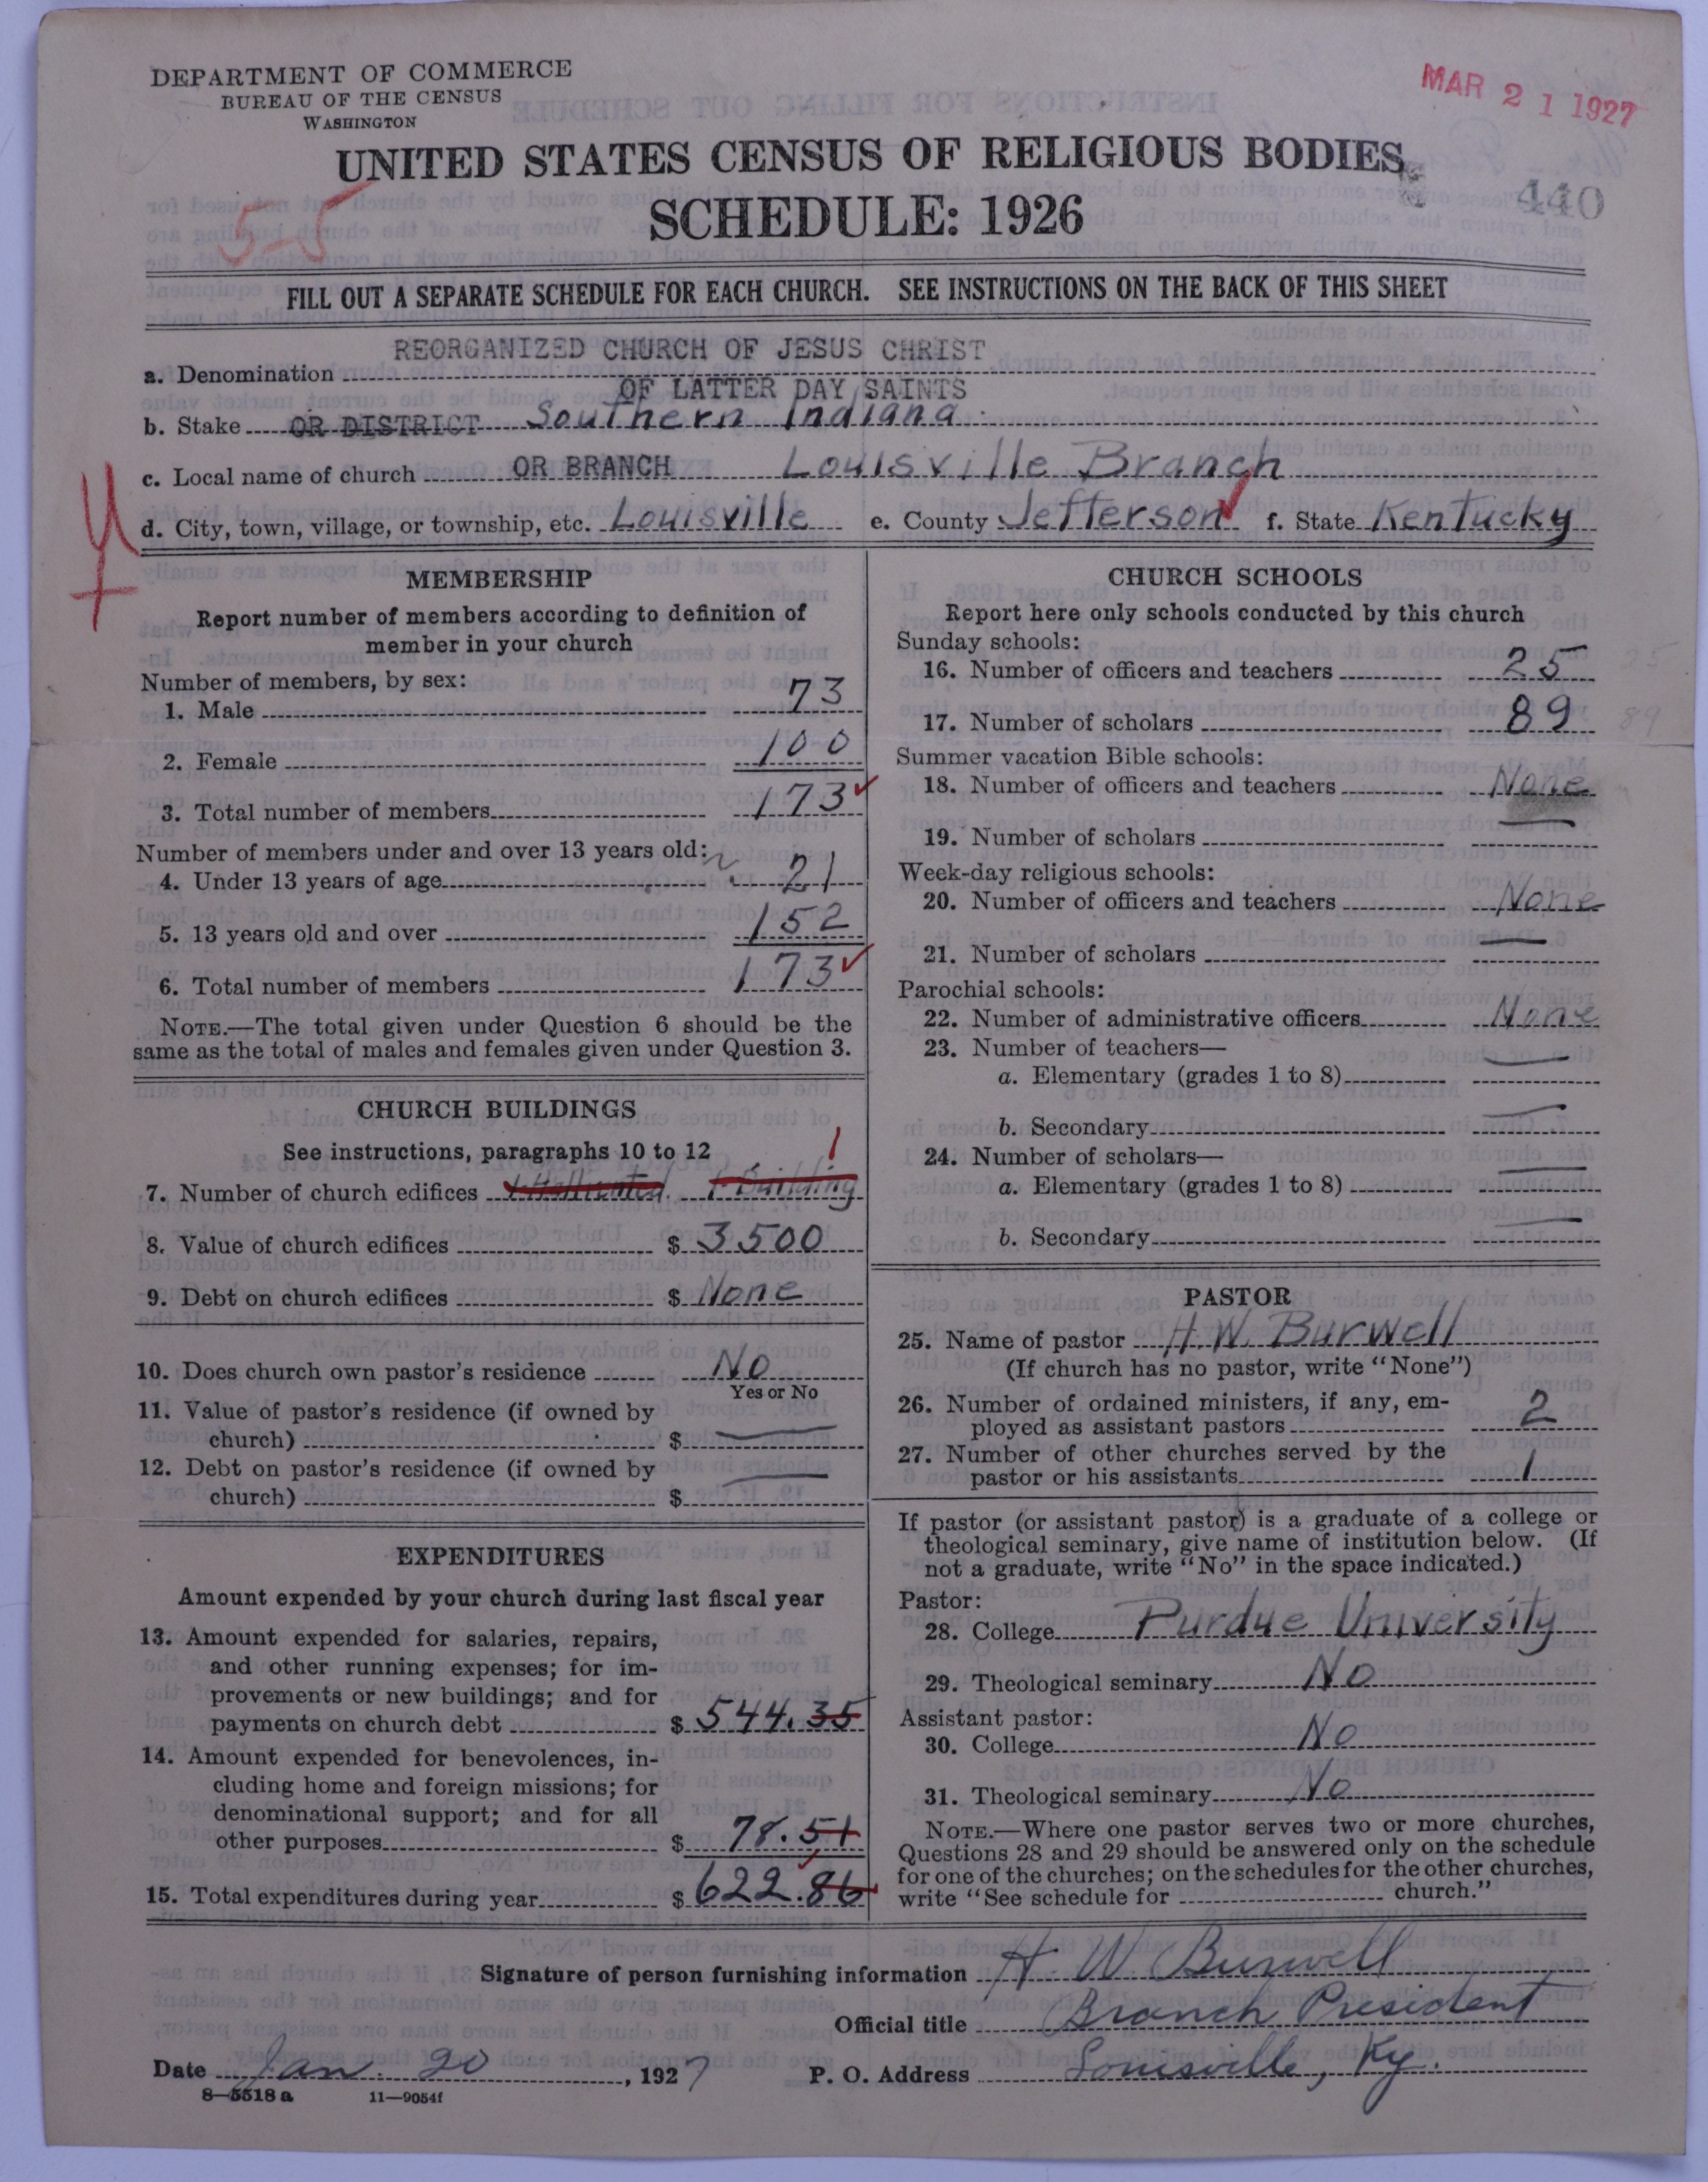 DEPARTMENT OF COMMERCE
BUREAU OF THE CENSUS
WASHINGTON
MAR 21 1927
UNITED STATES CENSUS OF RELIGIOUS BODIES
SCHEDULE: 1926
440
55
FILL OUT A SEPARATE SCHEDULE FOR EACH CHURCH. SEE INSTRUCTIONS ON THE BACK OF THIS SHEET
REORGANIZED CHURCH OF JESUS CHRIST
a. Denomination
OF LATTER DAY SAINTS
b. Stake OR DISTRICT Southern Indiana.
c. Local name of church OR BRANCH Louisville Branch
d. City, town, village, or township, etc. Louisville e. County Jefferson f. State Kentucky
MEMBERSHIP
Report number of members according to definition of
member in your church
Number of members, by sex:
1. Male 73
2. Female 100
3. Total number of members 173
Number of members under and over 13 years old:
4. Under 13 years of age 21
5. 13 years old and over 152
6. Total number of members 173
NOTE.—The total given under Question 6 should be the
same as the total of males and females given under Question 3.
CHURCH BUILDINGS
See instructions, paragraphs 10 to 12
1
7. Number of church edifices 1 Hall rented. 1 Building
8. Value of church edifices $ 3500
9. Debt on church edifices $ None
10. Does church own pastor's residence No
Yes or No
11. Value of pastor's residence (if owned by
church) $ —
12. Debt on pastor's residence (if owned by
church) $ —
EXPENDITURES
Amount expended by your church during last fiscal year
13. Amount expended for salaries, repairs,
and other running expenses; for im-
provements or new buildings; and for
payments on church debt $ 544.35
14. Amount expended for benevolences, in-
cluding home and foreign missions; for
denominational support; and for all
other purposes $ 78.51
15. Total expenditures during year $ 622.86
CHURCH SCHOOLS
Report here only schools conducted by this church
Sunday schools:
16. Number of officers and teachers 25 25
17. Number of scholars 89 89
Summer vacation Bible schools:
18. Number of officers and teachers None
19. Number of scholars —
Week-day religious schools:
20. Number of officers and teachers None
21. Number of scholars —
Parochial schools:
22. Number of administrative officers None
23. Number of teachers—
a. Elementary (grades 1 to 8) —
b. Secondary —
24. Number of scholars—
a. Elementary (grades 1 to 8) —
b. Secondary —
PASTOR
25. Name of pastor H. W. Burwell
(If church has no pastor, write "None")
26. Number of ordained ministers, if any, em-
ployed as assistant pastors 2
27. Number of other churches served by the
pastor or his assistants 1
If pastor (or assistant pastor) is a graduate of a college or
theological seminary, give name of institution below. (If
not a graduate, write "No" in the space indicated.)
Pastor:
28. College Purdue University
29. Theological seminary No
Assistant pastor:
30. College No
31. Theological seminary No
NOTE.—Where one pastor serves two or more churches,
Questions 28 and 29 should be answered only on the schedule
for one of the churches; on the schedules for the other churches,
write "See schedule for church."
Signature of person furnishing information H W Burwell
Official title Branch President
Date Jan. 20, 1927 P. O. Address Louisville, Ky.
8—5518 a 11—9054f